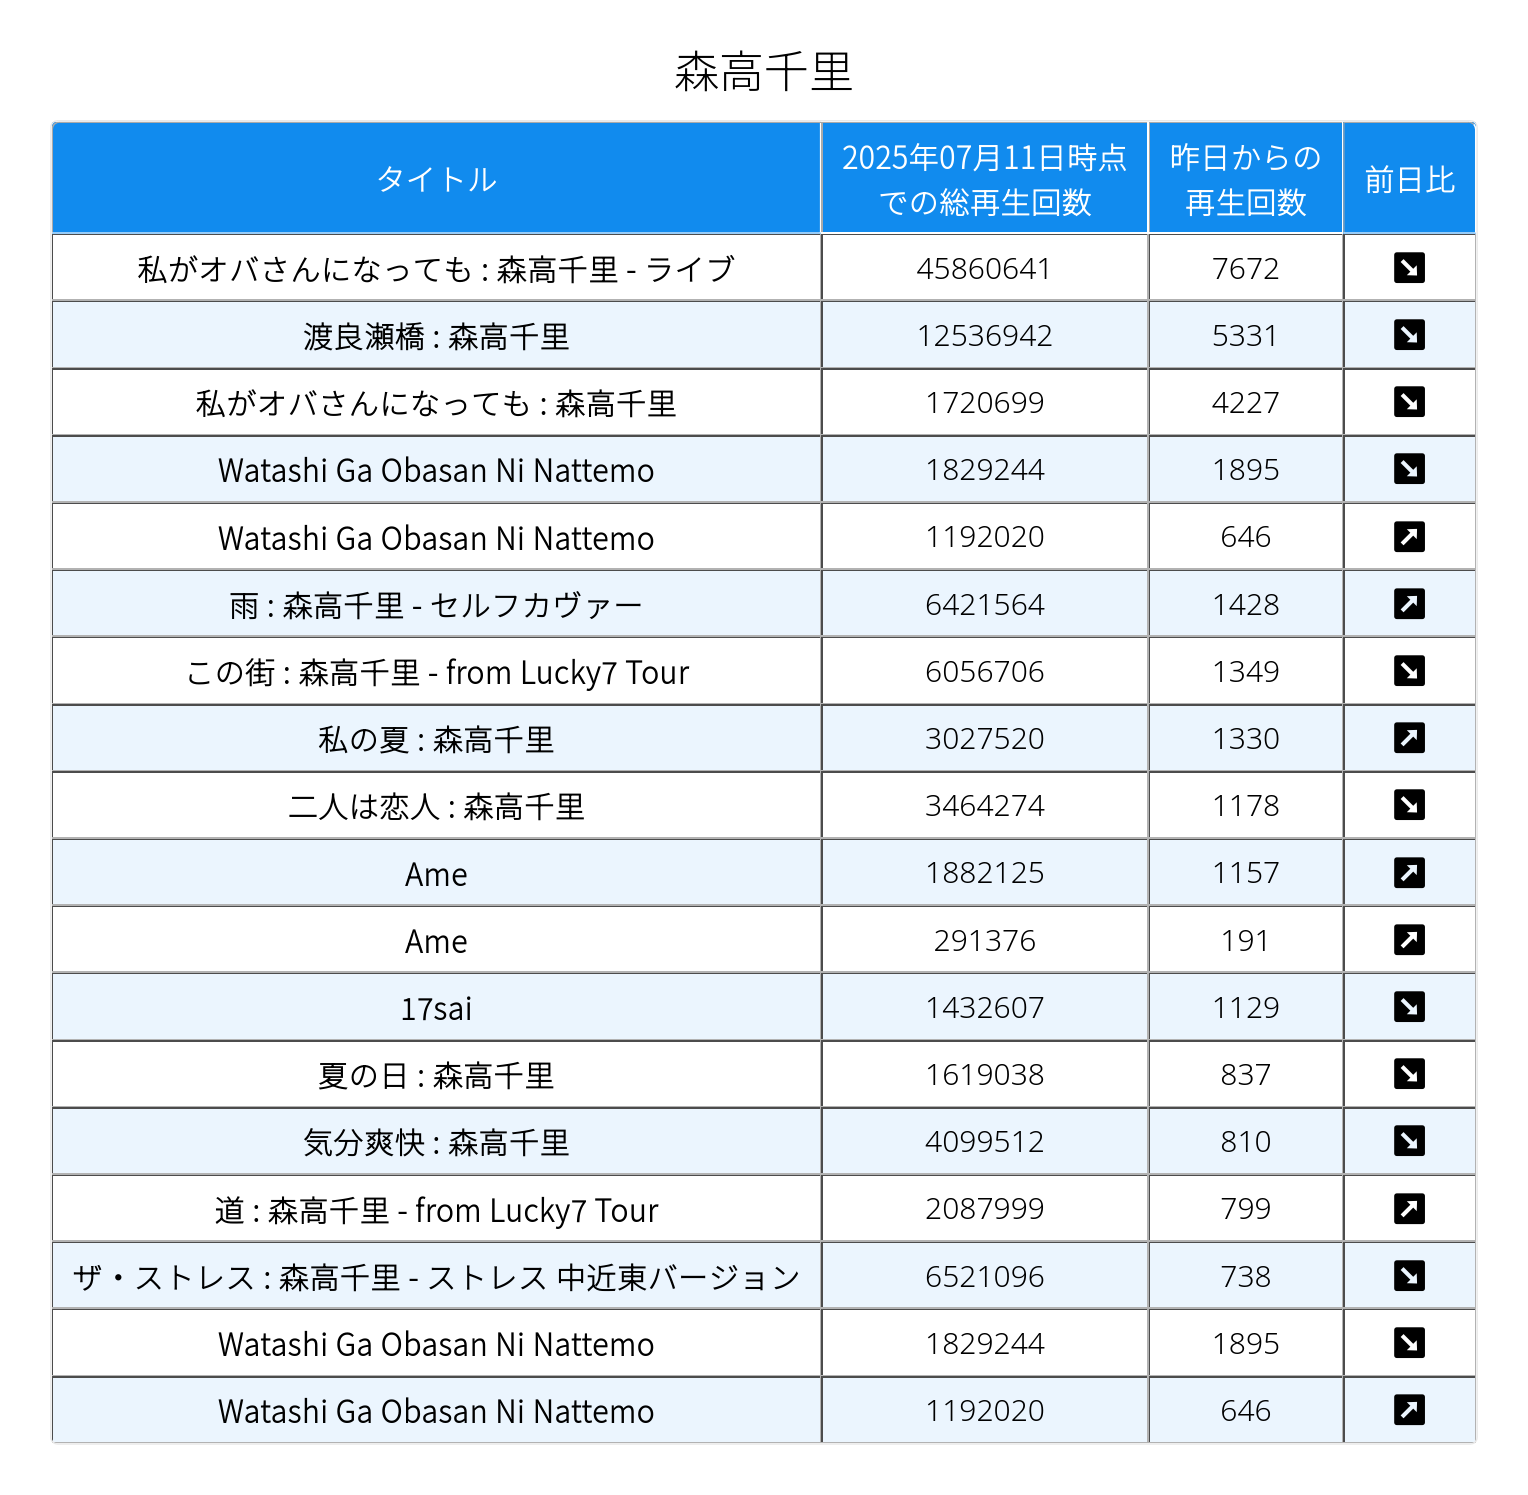 森高千里
タイトル 2025年07月11日時点での総再生回数 昨日からの再生回数 前日比
私がオバさんになっても : 森高千里 - ライブ 45860641 7672 ↘
渡良瀬橋 : 森高千里 12536942 5331 ↘
私がオバさんになっても : 森高千里 1720699 4227 ↘
Watashi Ga Obasan Ni Nattemo 1829244 1895 ↘
Watashi Ga Obasan Ni Nattemo 1192020 646 ↗
雨 : 森高千里 - セルフカヴァー 6421564 1428 ↗
この街 : 森高千里 - from Lucky7 Tour 6056706 1349 ↘
私の夏 : 森高千里 3027520 1330 ↗
二人は恋人 : 森高千里 3464274 1178 ↘
Ame 1882125 1157 ↗
Ame 291376 191 ↗
17sai 1432607 1129 ↘
夏の日 : 森高千里 1619038 837 ↘
気分爽快 : 森高千里 4099512 810 ↘
道 : 森高千里 - from Lucky7 Tour 2087999 799 ↗
ザ・ストレス : 森高千里 - ストレス 中近東バージョン 6521096 738 ↘
Watashi Ga Obasan Ni Nattemo 1829244 1895 ↘
Watashi Ga Obasan Ni Nattemo 1192020 646 ↗